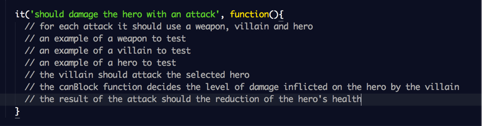 it('should damage the hero with an attack', function(){
  // for each attack it should use a weapon, villain and hero
  // an example of a weapon to test
  // an example of a villain to test
  // an example of a hero to test
  // the villain should attack the selected hero
  // the canBlock function decides the level of damage inflicted on the hero by the villain
  // the result of the attack should the reduction of the hero's health
}